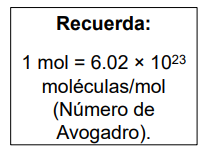 Recuerda:
1 mol = 6.02 × 10²³
moléculas/mol
(Número de
Avogadro).